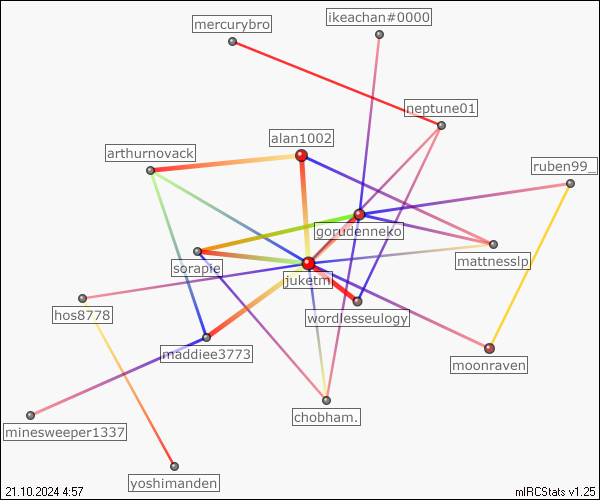 ikeachan#0000
mercurybro
neptune01
alan1002
arthurnovack
ruben99_
gorudenneko
mattnesslp
sorapie
juketm
hos8778
wordlesseulogy
maddiee3773
moonraven
chobham.
minesweeper1337
yoshimanden
21.10.2024 4:57
mIRCStats v1.25